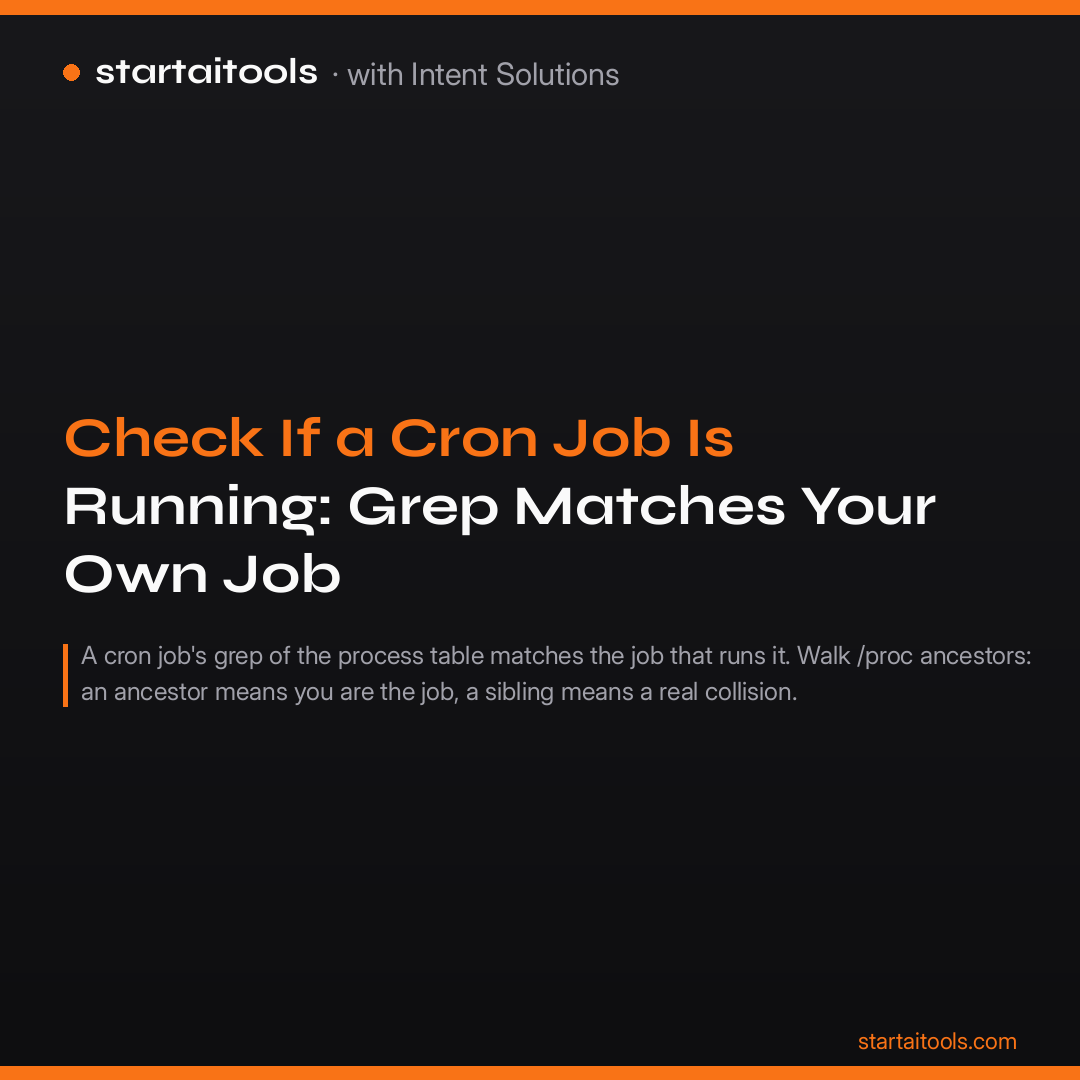 startaitools · with Intent Solutions
Check If a Cron Job Is
Running: Grep Matches Your
Own Job
A cron job's grep of the process table matches the job that runs it. Walk /proc ancestors:
an ancestor means you are the job, a sibling means a real collision.
startaitools.com